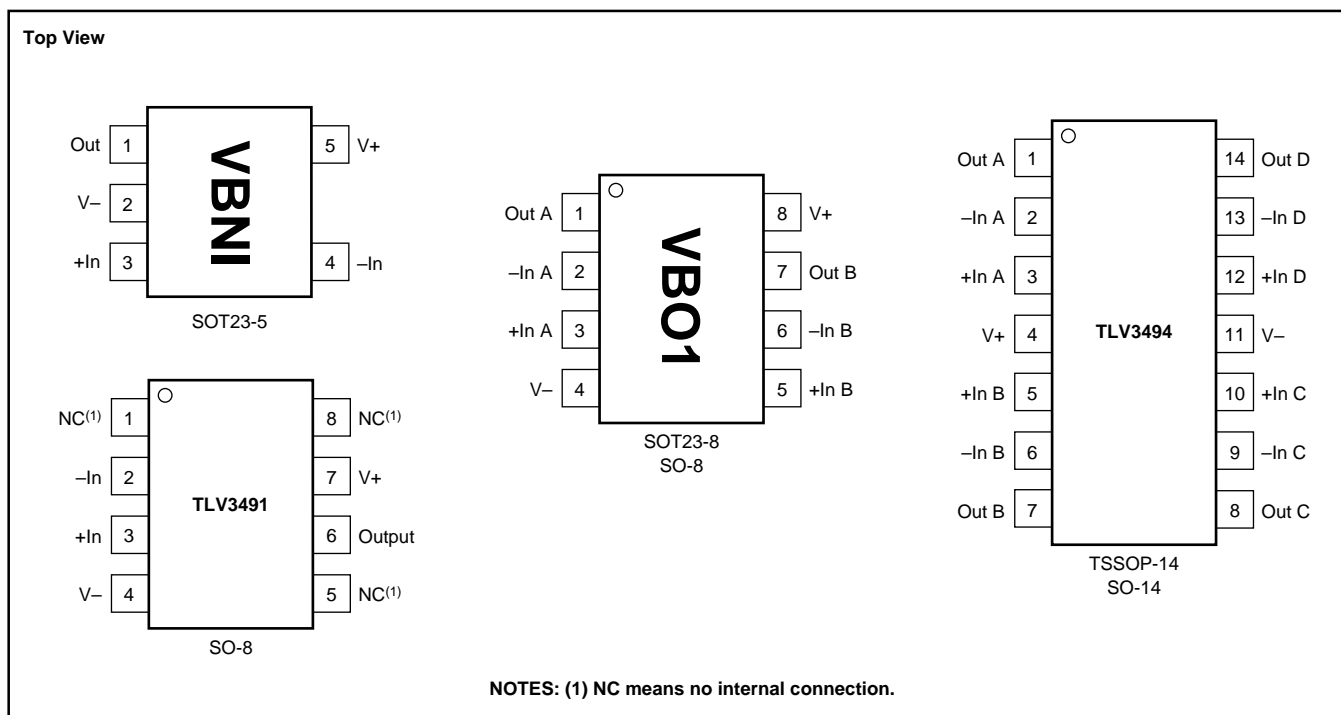 Top View
VBNI
Out 1
V– 2
+In 3
5 V+
4 –In
SOT23-5
TLV3491
NC(1) 1
–In 2
+In 3
V– 4
8 NC(1)
7 V+
6 Output
5 NC(1)
SO-8
VBO1
Out A 1
–In A 2
+In A 3
V– 4
8 V+
7 Out B
6 –In B
5 +In B
SOT23-8
SO-8
TLV3494
Out A 1
–In A 2
+In A 3
V+ 4
+In B 5
–In B 6
Out B 7
14 Out D
13 –In D
12 +In D
11 V–
10 +In C
9 –In C
8 Out C
TSSOP-14
SO-14
NOTES: (1) NC means no internal connection.